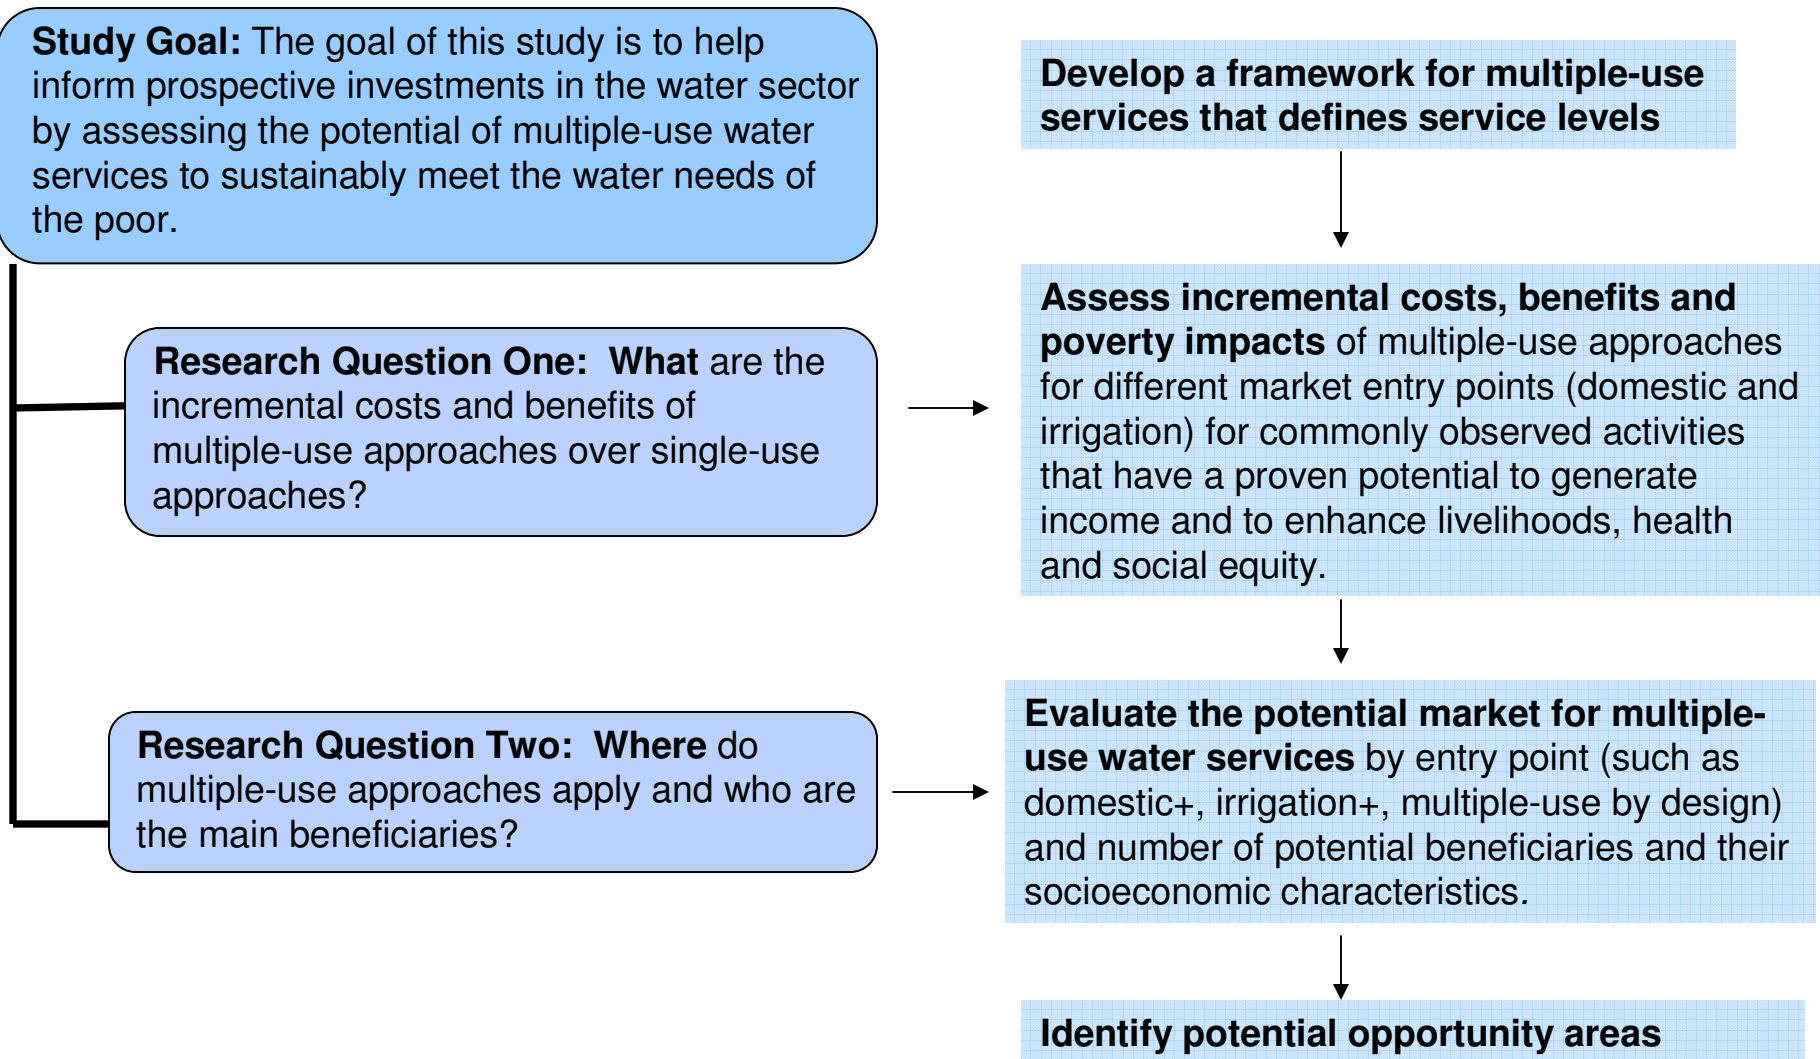 Study Goal: The goal of this study is to help
inform prospective investments in the water sector
by assessing the potential of multiple-use water
services to sustainably meet the water needs of
the poor.
Develop a framework for multiple-use
services that defines service levels
Research Question One: What are the
incremental costs and benefits of
multiple-use approaches over single-use
approaches?
Assess incremental costs, benefits and
poverty impacts of multiple-use approaches
for different market entry points (domestic and
irrigation) for commonly observed activities
that have a proven potential to generate
income and to enhance livelihoods, health
and social equity.
Research Question Two: Where do
multiple-use approaches apply and who are
the main beneficiaries?
Evaluate the potential market for multiple-
use water services by entry point (such as
domestic+, irrigation+, multiple-use by design)
and number of potential beneficiaries and their
socioeconomic characteristics.
Identify potential opportunity areas